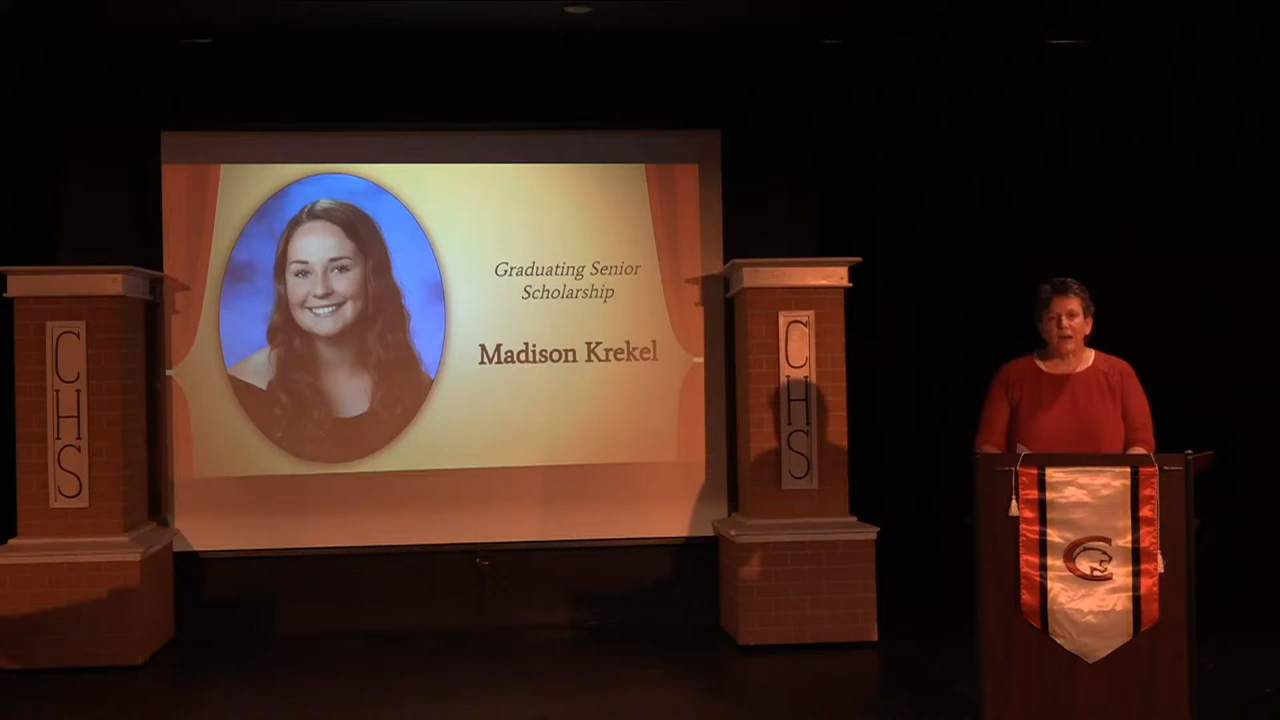 CHS
Graduating Senior
Scholarship
Madison Krekel
CHS
C